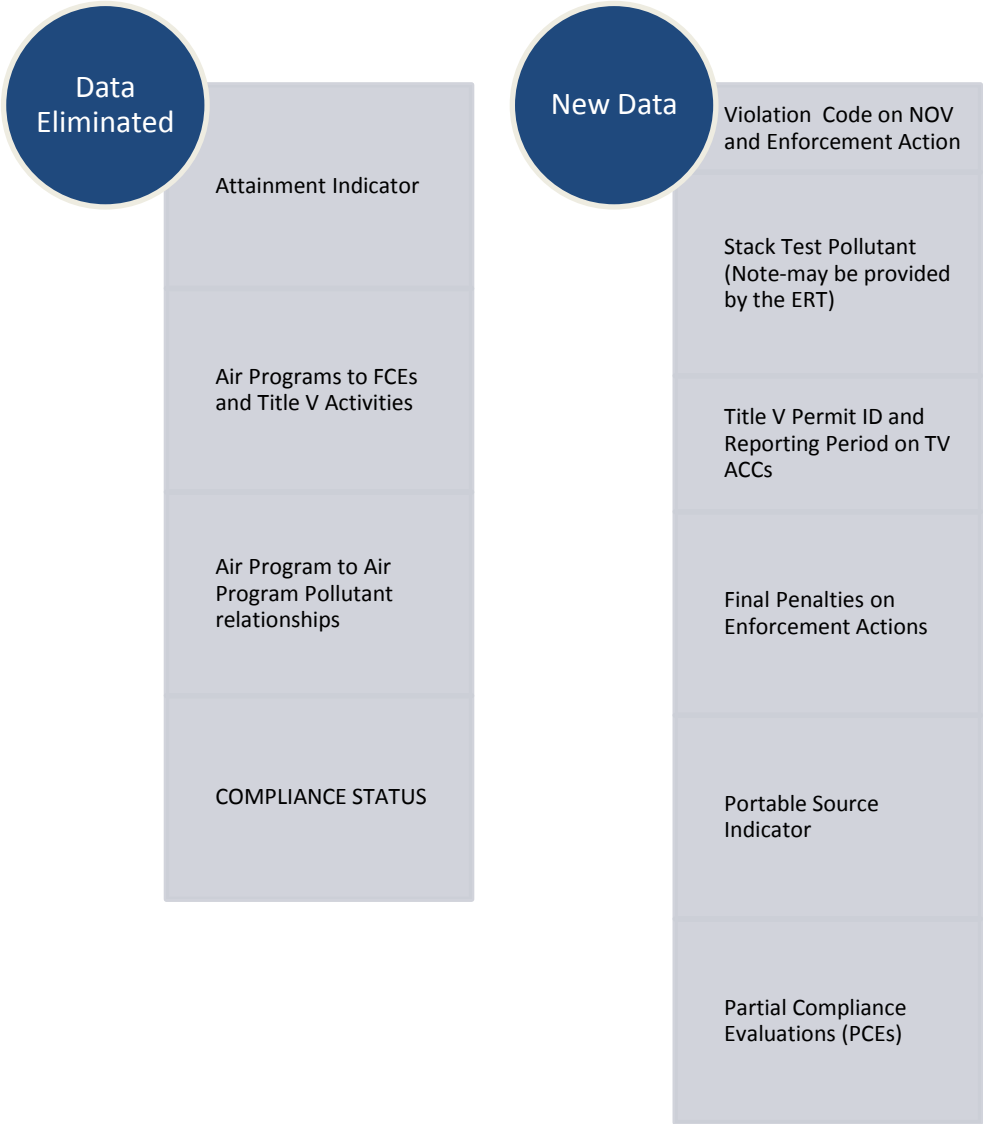 Data
Eliminated
Attainment Indicator
Air Programs to FCEs
and Title V Activities
Air Program to Air
Program Pollutant
relationships
COMPLIANCE STATUS
New Data
Violation  Code on NOV
and Enforcement Action
Stack Test Pollutant
(Note-may be provided
by the ERT)
Title V Permit ID and
Reporting Period on TV
ACCs
Final Penalties on
Enforcement Actions
Portable Source
Indicator
Partial Compliance
Evaluations (PCEs)